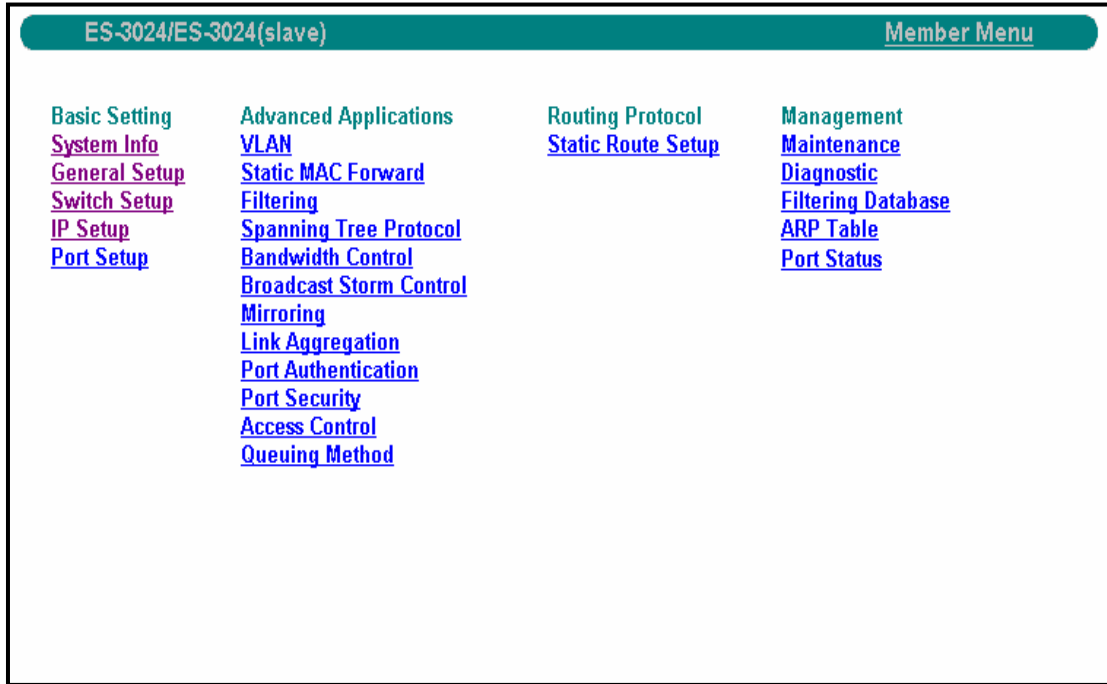 ES-3024/ES-3024(slave)
Member Menu
Basic Setting
System Info
General Setup
Switch Setup
IP Setup
Port Setup
Advanced Applications
VLAN
Static MAC Forward
Filtering
Spanning Tree Protocol
Bandwidth Control
Broadcast Storm Control
Mirroring
Link Aggregation
Port Authentication
Port Security
Access Control
Queuing Method
Routing Protocol
Static Route Setup
Management
Maintenance
Diagnostic
Filtering Database
ARP Table
Port Status